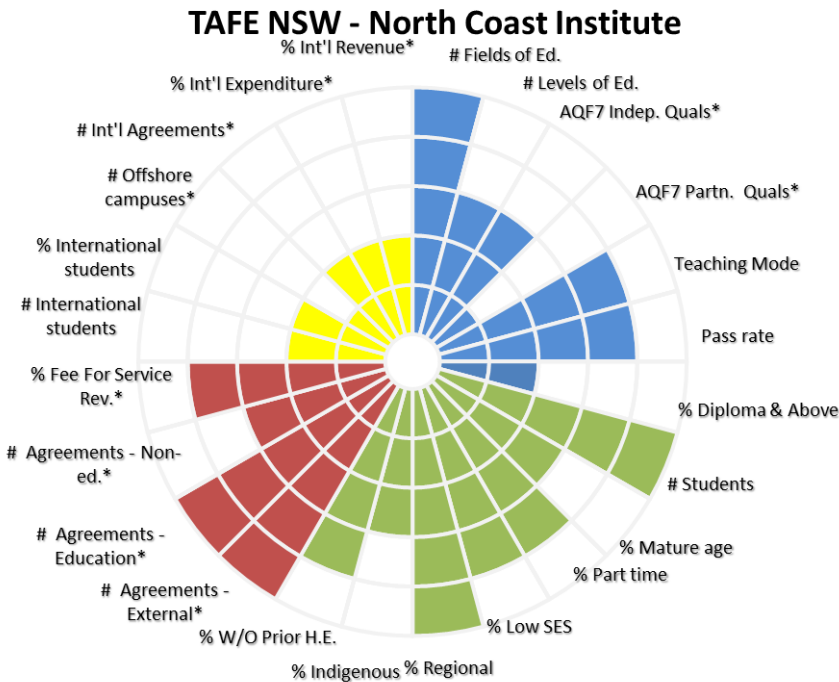 TAFE NSW - North Coast Institute
% Int'l Revenue*
# Fields of Ed.
% Int'l Expenditure*
# Levels of Ed.
AQF7 Indep. Quals*
# Int'l Agreements*
# Offshore
campuses*
AQF7 Partn. Quals*
% International
students
Teaching Mode
# International
students
Pass rate
% Fee For Service
Rev.*
% Diploma & Above
# Agreements - Non-
ed.*
# Students
# Agreements -
Education*
% Mature age
% Part time
# Agreements -
External*
% Low SES
% W/O Prior H.E.
% Indigenous
% Regional